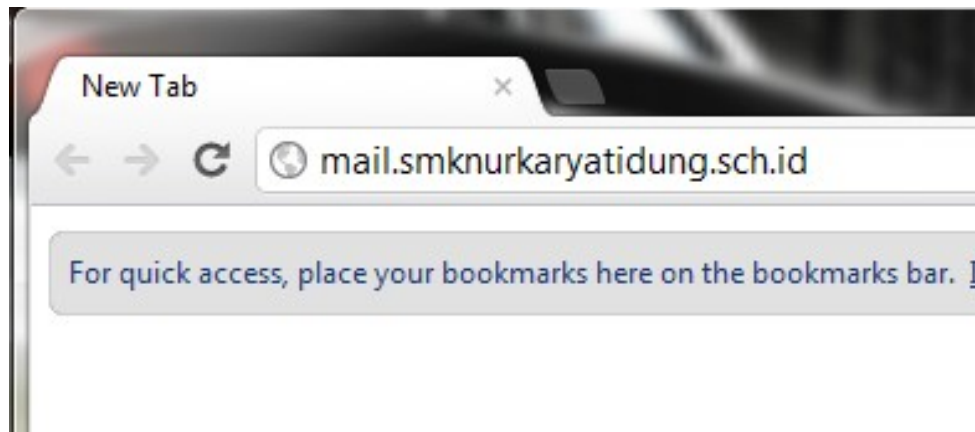 New Tab
mail.smknurkaryatidung.sch.id
For quick access, place your bookmarks here on the bookmarks bar.